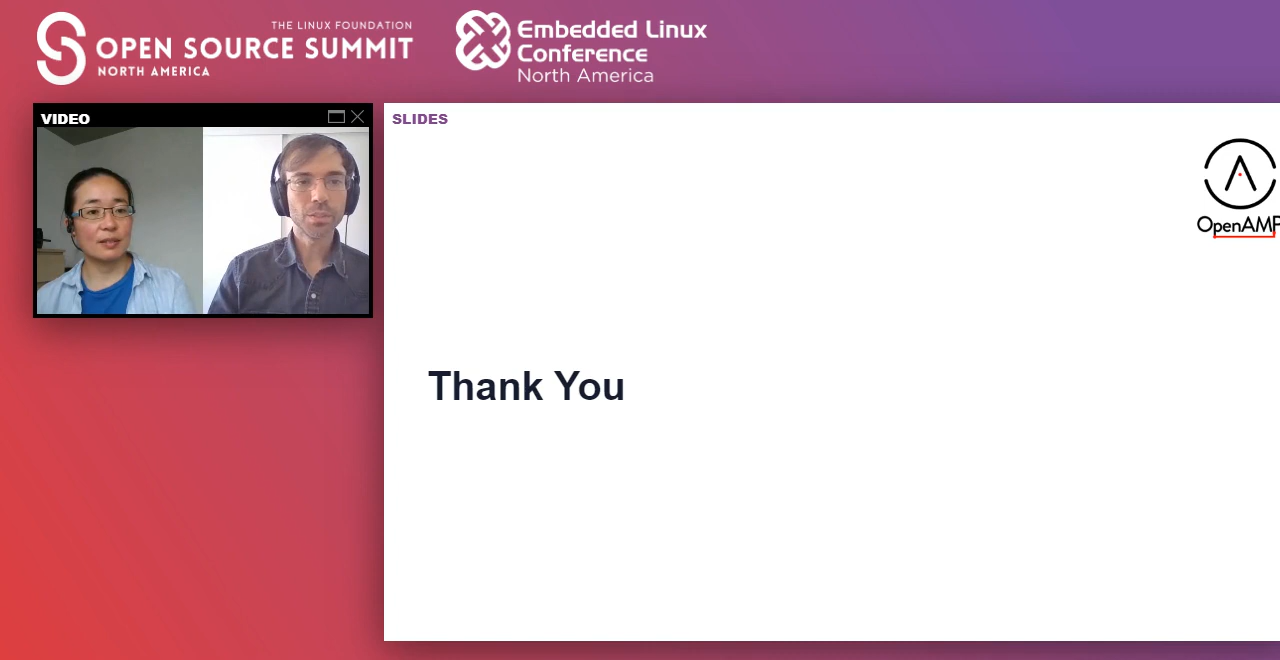 THE LINUX FOUNDATION
OPEN SOURCE SUMMIT
NORTH AMERICA
Embedded Linux
Conference
North America
VIDEO
SLIDES
OpenAMP
Thank You